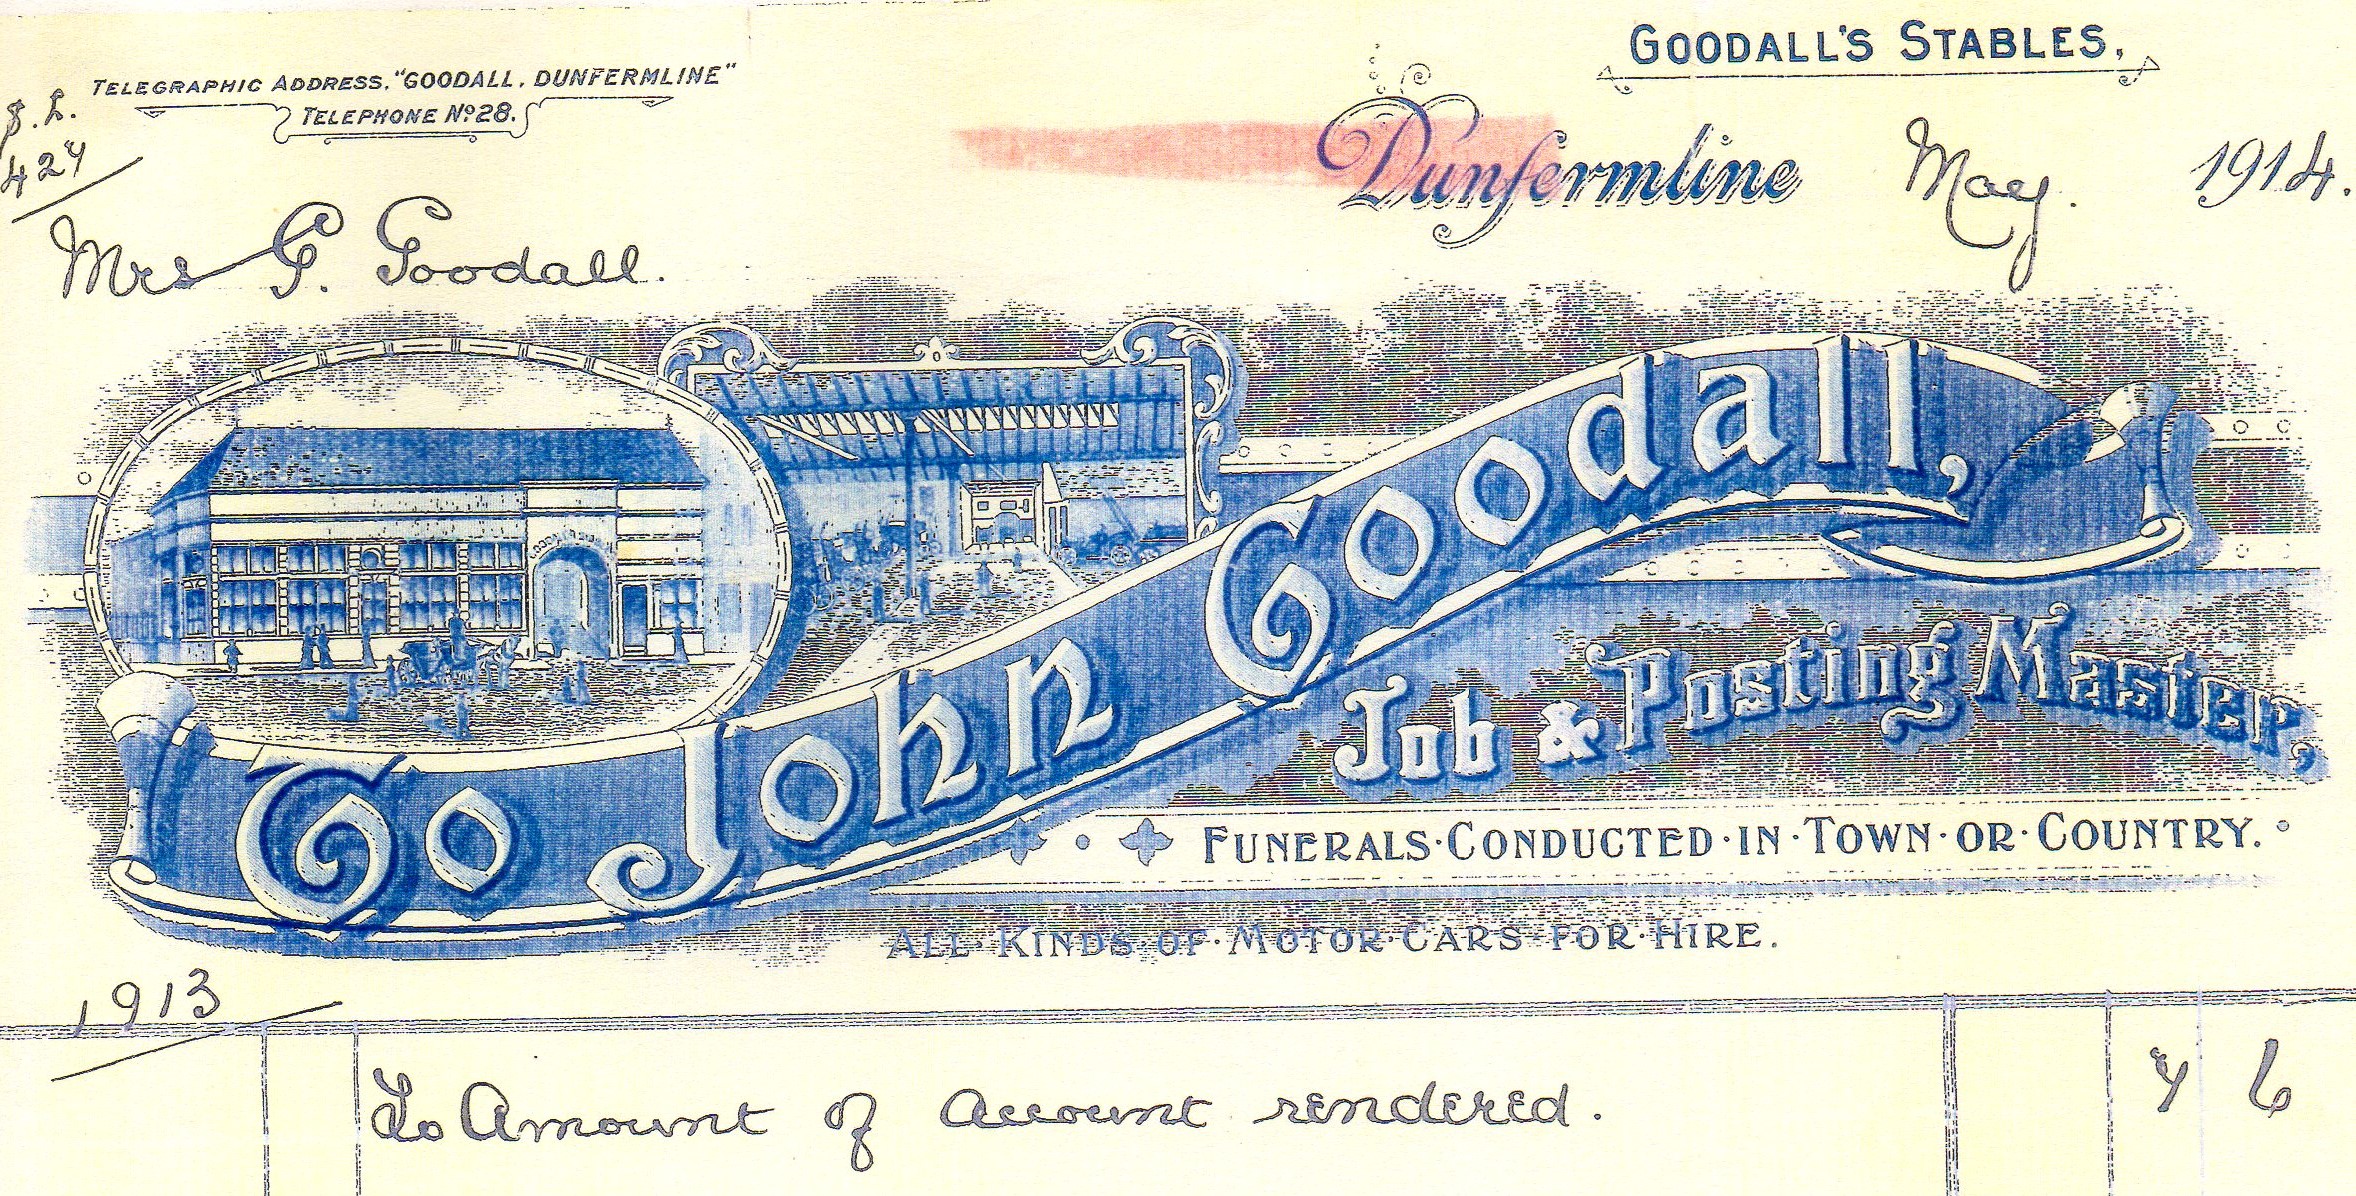 TELEGRAPHIC ADDRESS, "GOODALL, DUNFERMLINE"
TELEPHONE Nº 28.
GOODALL'S STABLES,
Dunfermline May. 1914.
427
Mrs G. Goodall.
To John Goodall,
Job & Posting Master,
FUNERALS·CONDUCTED·IN·TOWN·OR·COUNTRY.
ALL·KINDS·OF·MOTOR·CARS·FOR·HIRE.
1913
To Amount of Account rendered. 7 6